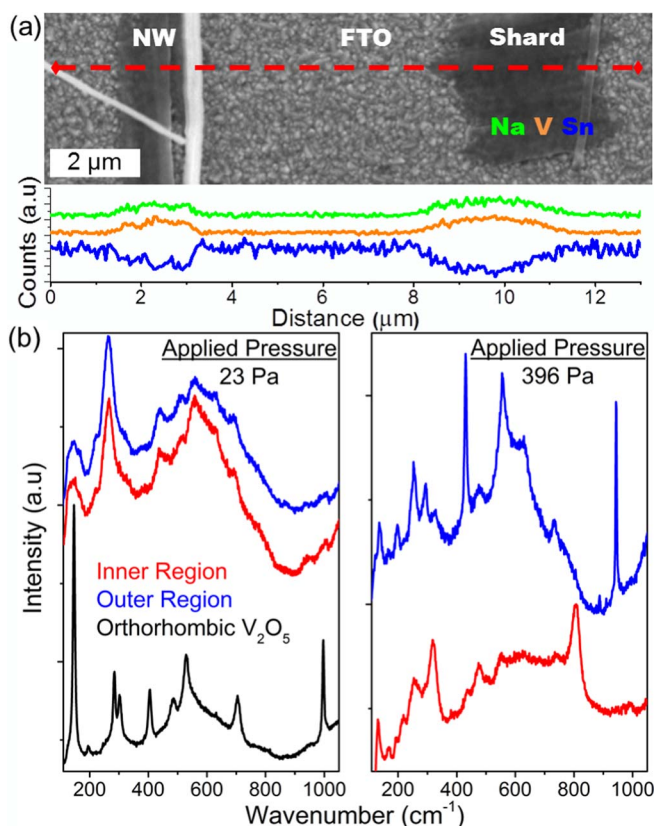 (a)
NW FTO Shard
Na V Sn
2 µm
Counts (a.u)
0 2 4 6 8 10 12
Distance (µm)
(b)
Applied Pressure
23 Pa
Applied Pressure
396 Pa
Intensity (a.u)
Inner Region
Outer Region
Orthorhombic V₂O₅
200 400 600 800 1000
200 400 600 800 1000
Wavenumber (cm⁻¹)